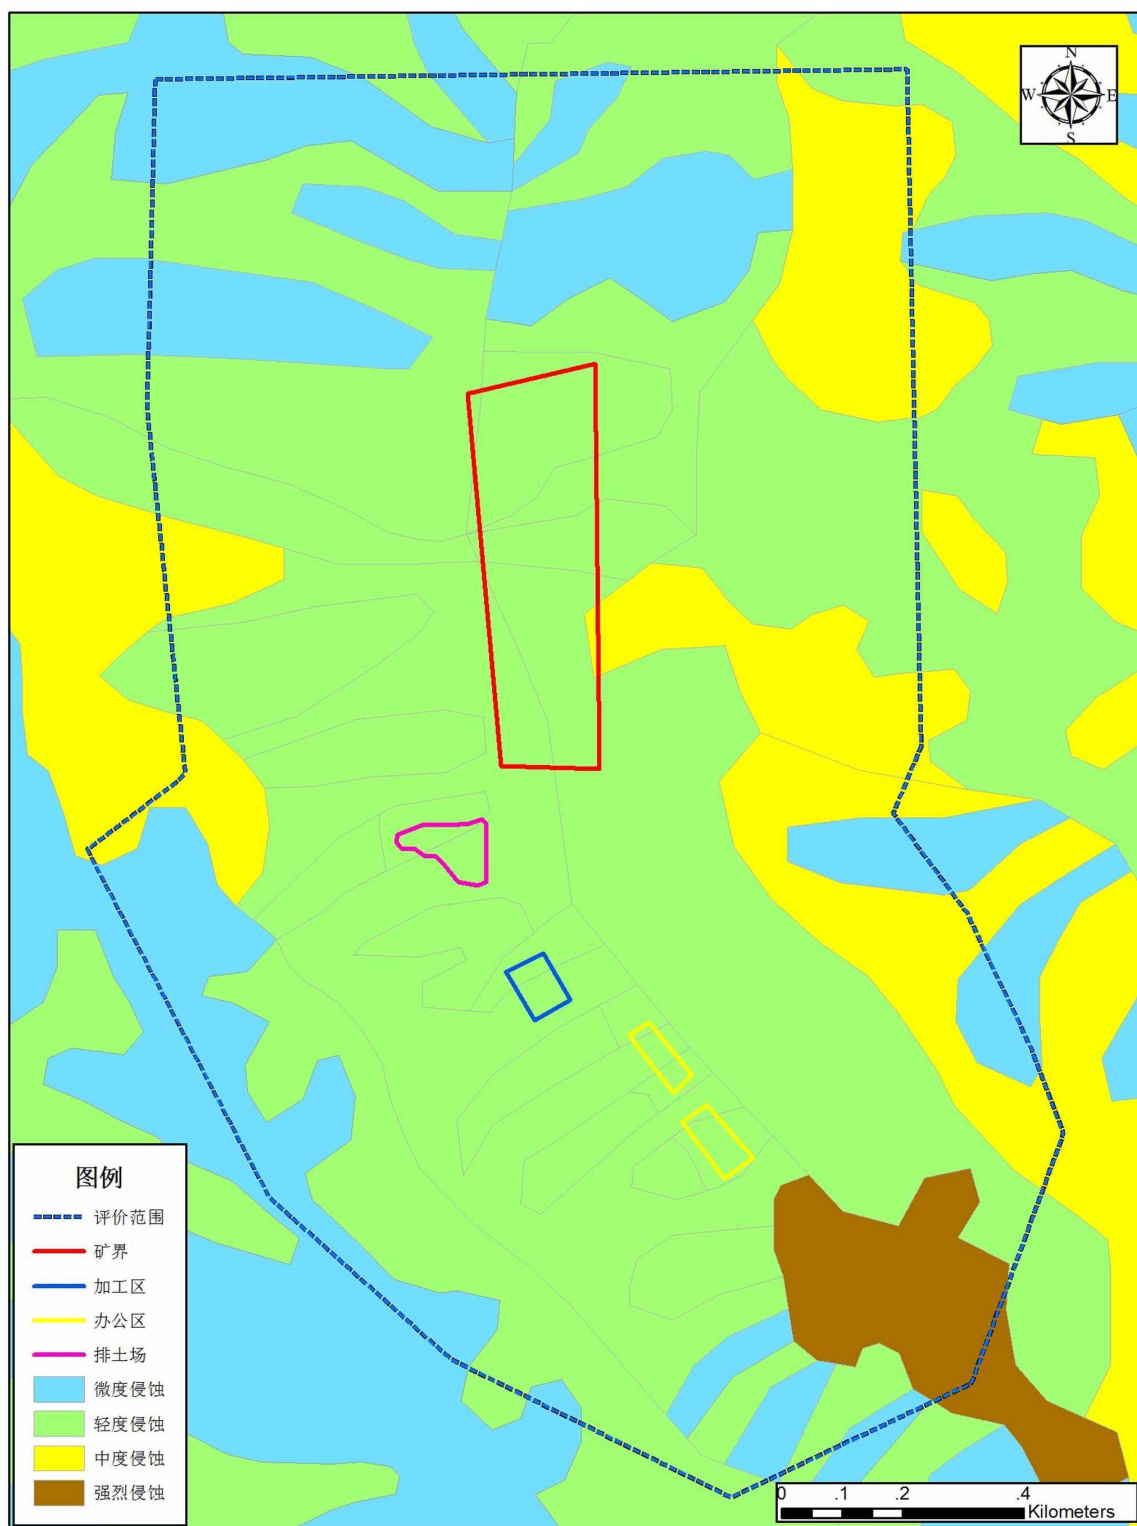 N
W E
S
图例
评价范围
矿界
加工区
办公区
排土场
微度侵蚀
轻度侵蚀
中度侵蚀
强烈侵蚀
0 .1 .2 .4
Kilometers